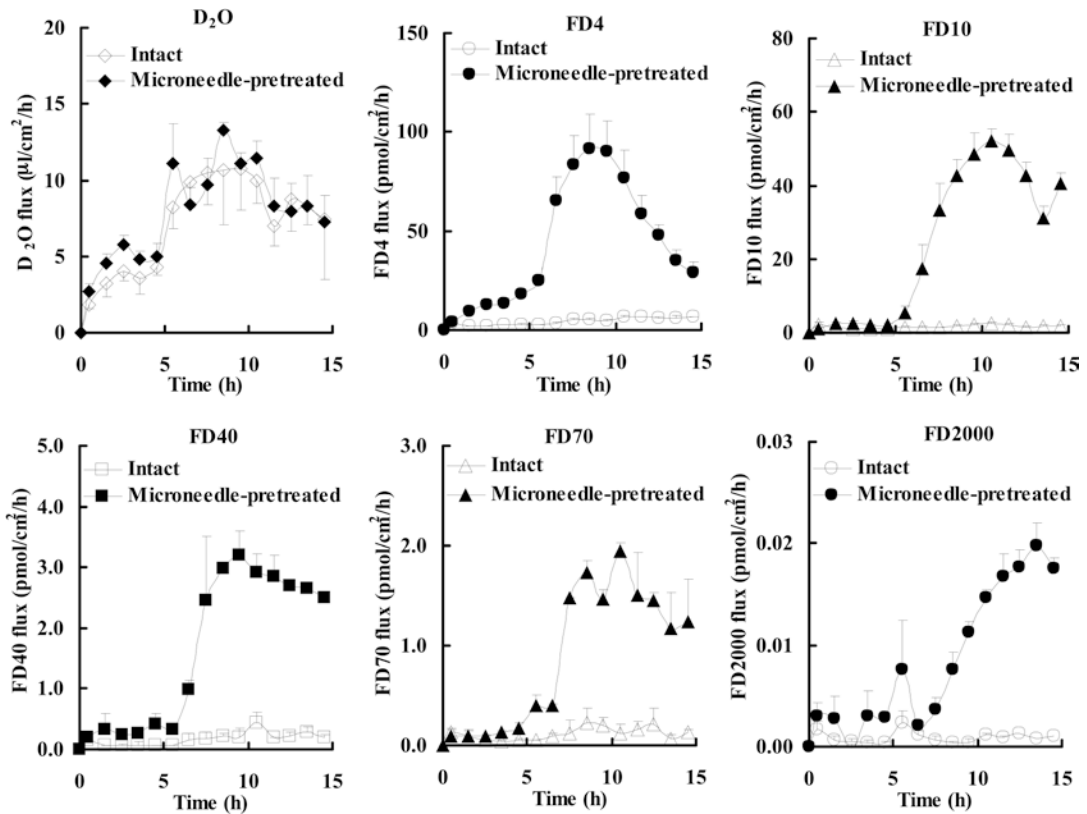 D₂O
Intact
Microneedle-pretreated
20
15
10
5
0
D₂O flux (μl/cm²/h)
0 5 10 15
Time (h)
FD4
Intact
Microneedle-pretreated
150
100
50
0
FD4 flux (pmol/cm²/h)
0 5 10 15
Time (h)
FD10
Intact
Microneedle-pretreated
80
60
40
20
0
FD10 flux (pmol/cm²/h)
0 5 10 15
Time (h)
FD40
Intact
Microneedle-pretreated
5.0
4.0
3.0
2.0
1.0
0.0
FD40 flux (pmol/cm²/h)
0 5 10 15
Time (h)
FD70
Intact
Microneedle-pretreated
3.0
2.0
1.0
0.0
FD70 flux (pmol/cm²/h)
0 5 10 15
Time (h)
FD2000
Intact
Microneedle-pretreated
0.03
0.02
0.01
0.00
FD2000 flux (pmol/cm²/h)
0 5 10 15
Time (h)